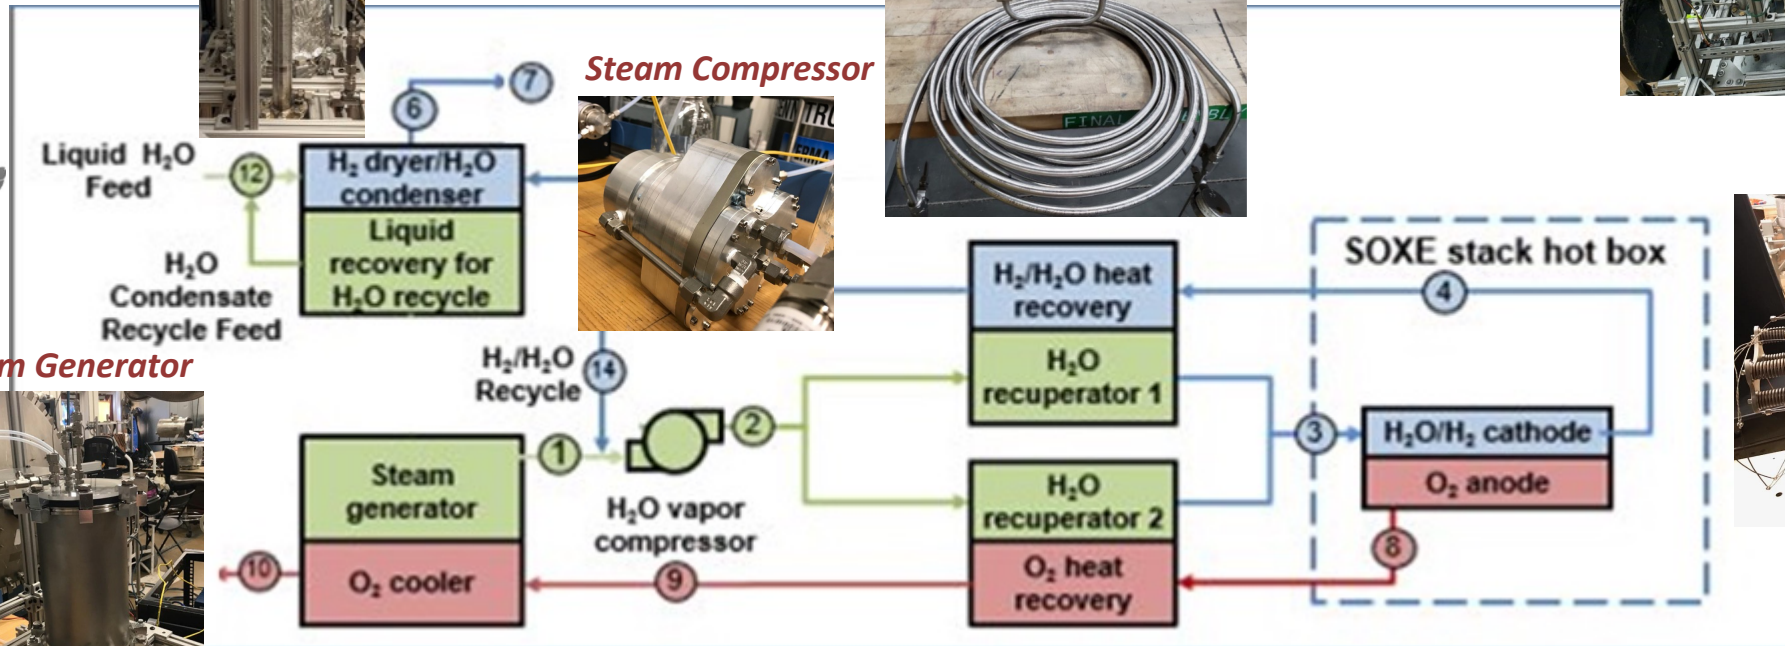 Steam Compressor
7
6
FINAL
Liquid H₂O
Feed
12
H₂ dryer/H₂O
condenser
Liquid
recovery for
H₂O recycle
H₂O
Condensate
Recycle Feed
m Generator
H₂/H₂O
Recycle
14
H₂/H₂O heat
recovery
H₂O
recuperator 1
SOXE stack hot box
4
Steam
generator
O₂ cooler
1
2
H₂O vapor
compressor
H₂O
recuperator 2
O₂ heat
recovery
3
H₂O/H₂ cathode
O₂ anode
8
9
10